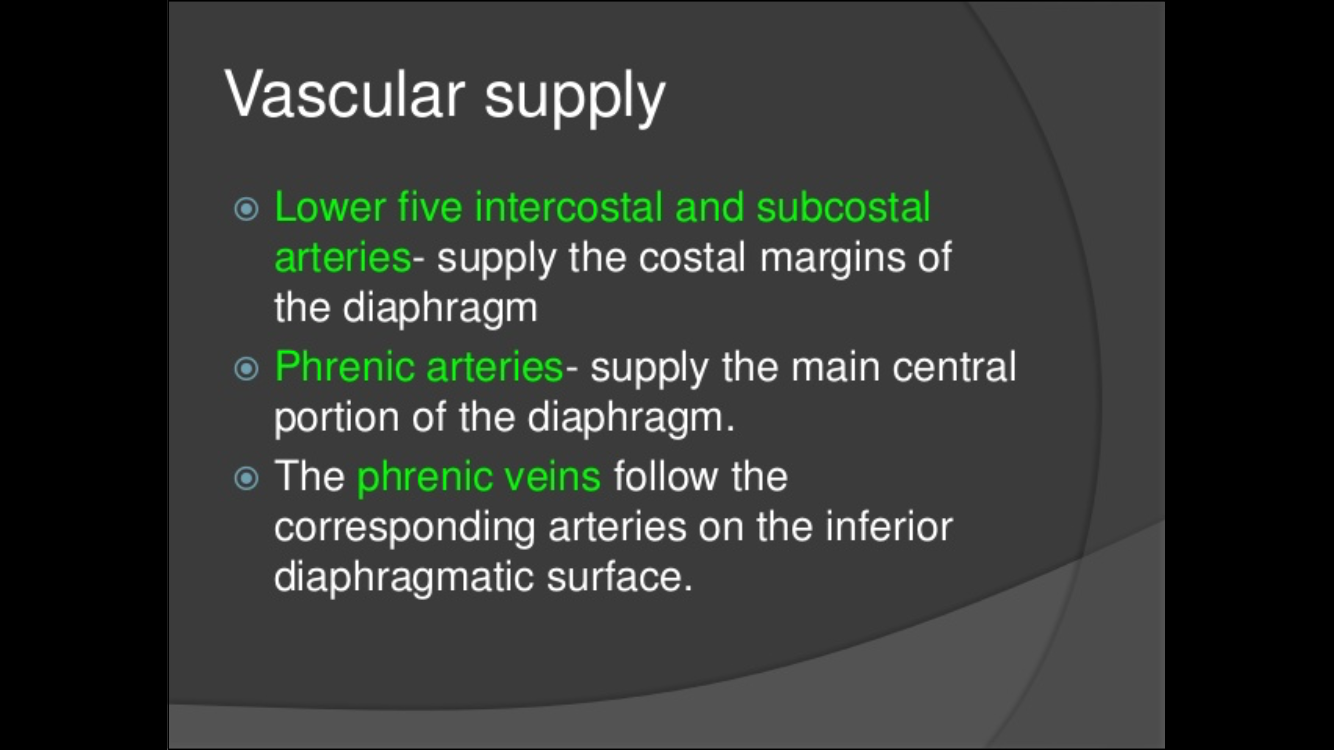 Vascular supply
Lower five intercostal and subcostal
arteries- supply the costal margins of
the diaphragm
Phrenic arteries- supply the main central
portion of the diaphragm.
The phrenic veins follow the
corresponding arteries on the inferior
diaphragmatic surface.